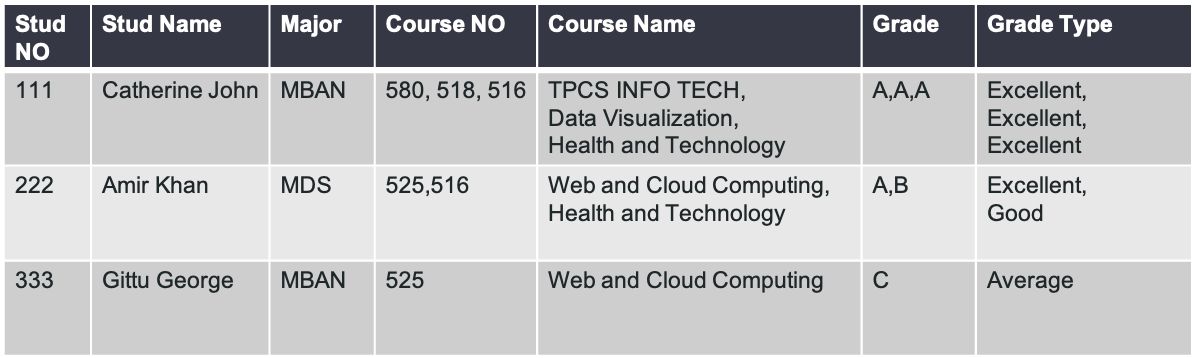 Stud NO | Stud Name | Major | Course NO | Course Name | Grade | Grade Type
111 | Catherine John | MBAN | 580, 518, 516 | TPCS INFO TECH, | A,A,A | Excellent,
Data Visualization, | Excellent,
Health and Technology | Excellent
222 | Amir Khan | MDS | 525,516 | Web and Cloud Computing, | A,B | Excellent,
Health and Technology | Good
333 | Gittu George | MBAN | 525 | Web and Cloud Computing | C | Average